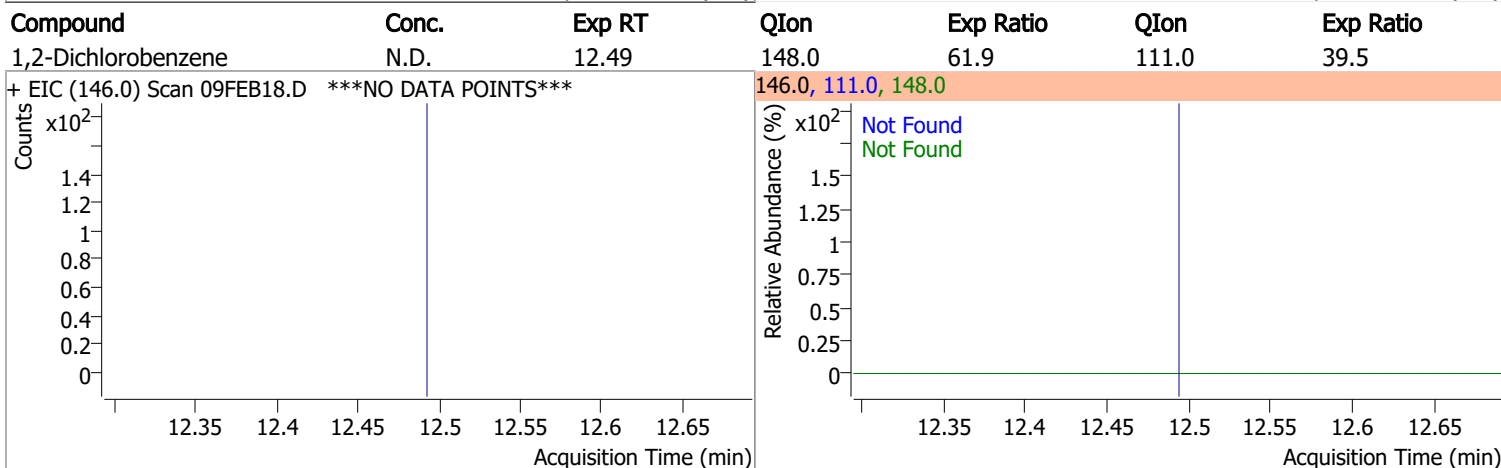 Compound Conc. Exp RT QIon Exp Ratio QIon Exp Ratio
1,2-Dichlorobenzene N.D. 12.49 148.0 61.9 111.0 39.5
+ EIC (146.0) Scan 09FEB18.D ***NO DATA POINTS***
Counts
x10²
1.4
1.2
1
0.8
0.6
0.4
0.2
0
12.35 12.4 12.45 12.5 12.55 12.6 12.65
Acquisition Time (min)
146.0, 111.0, 148.0
Relative Abundance (%)
x10²
Not Found
Not Found
1.5
1.25
1
0.75
0.5
0.25
0
12.35 12.4 12.45 12.5 12.55 12.6 12.65
Acquisition Time (min)